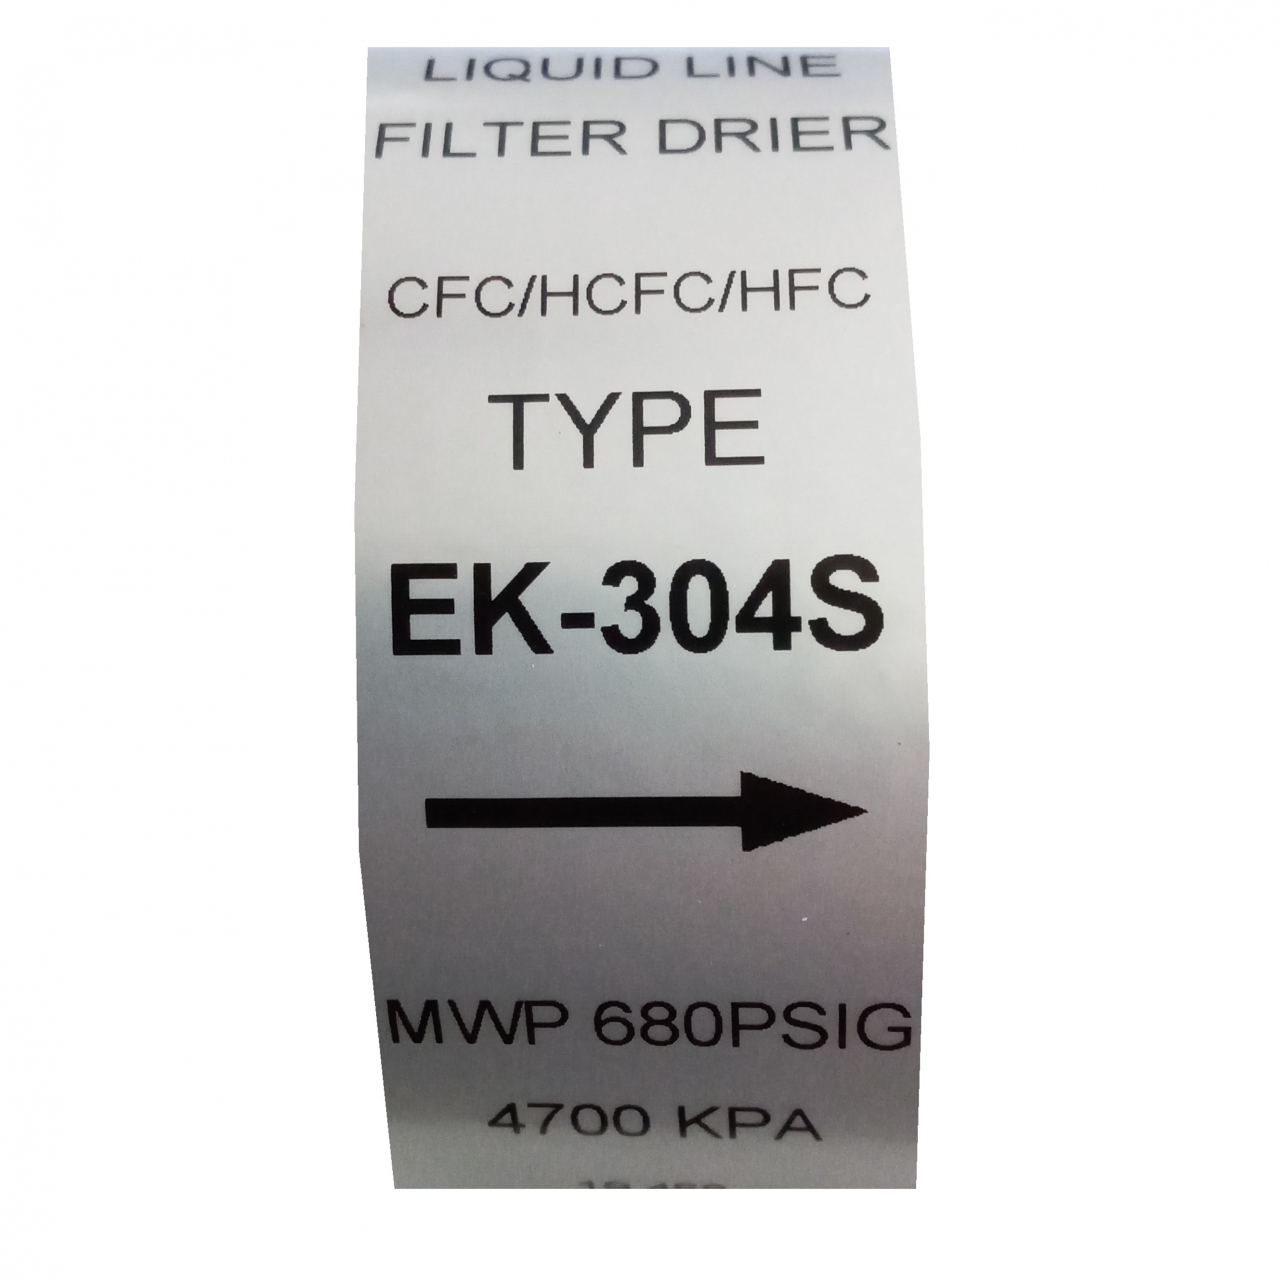 LIQUID LINE
FILTER DRIER
CFC/HCFC/HFC
TYPE
EK-304S
MWP 680PSIG
4700 KPA